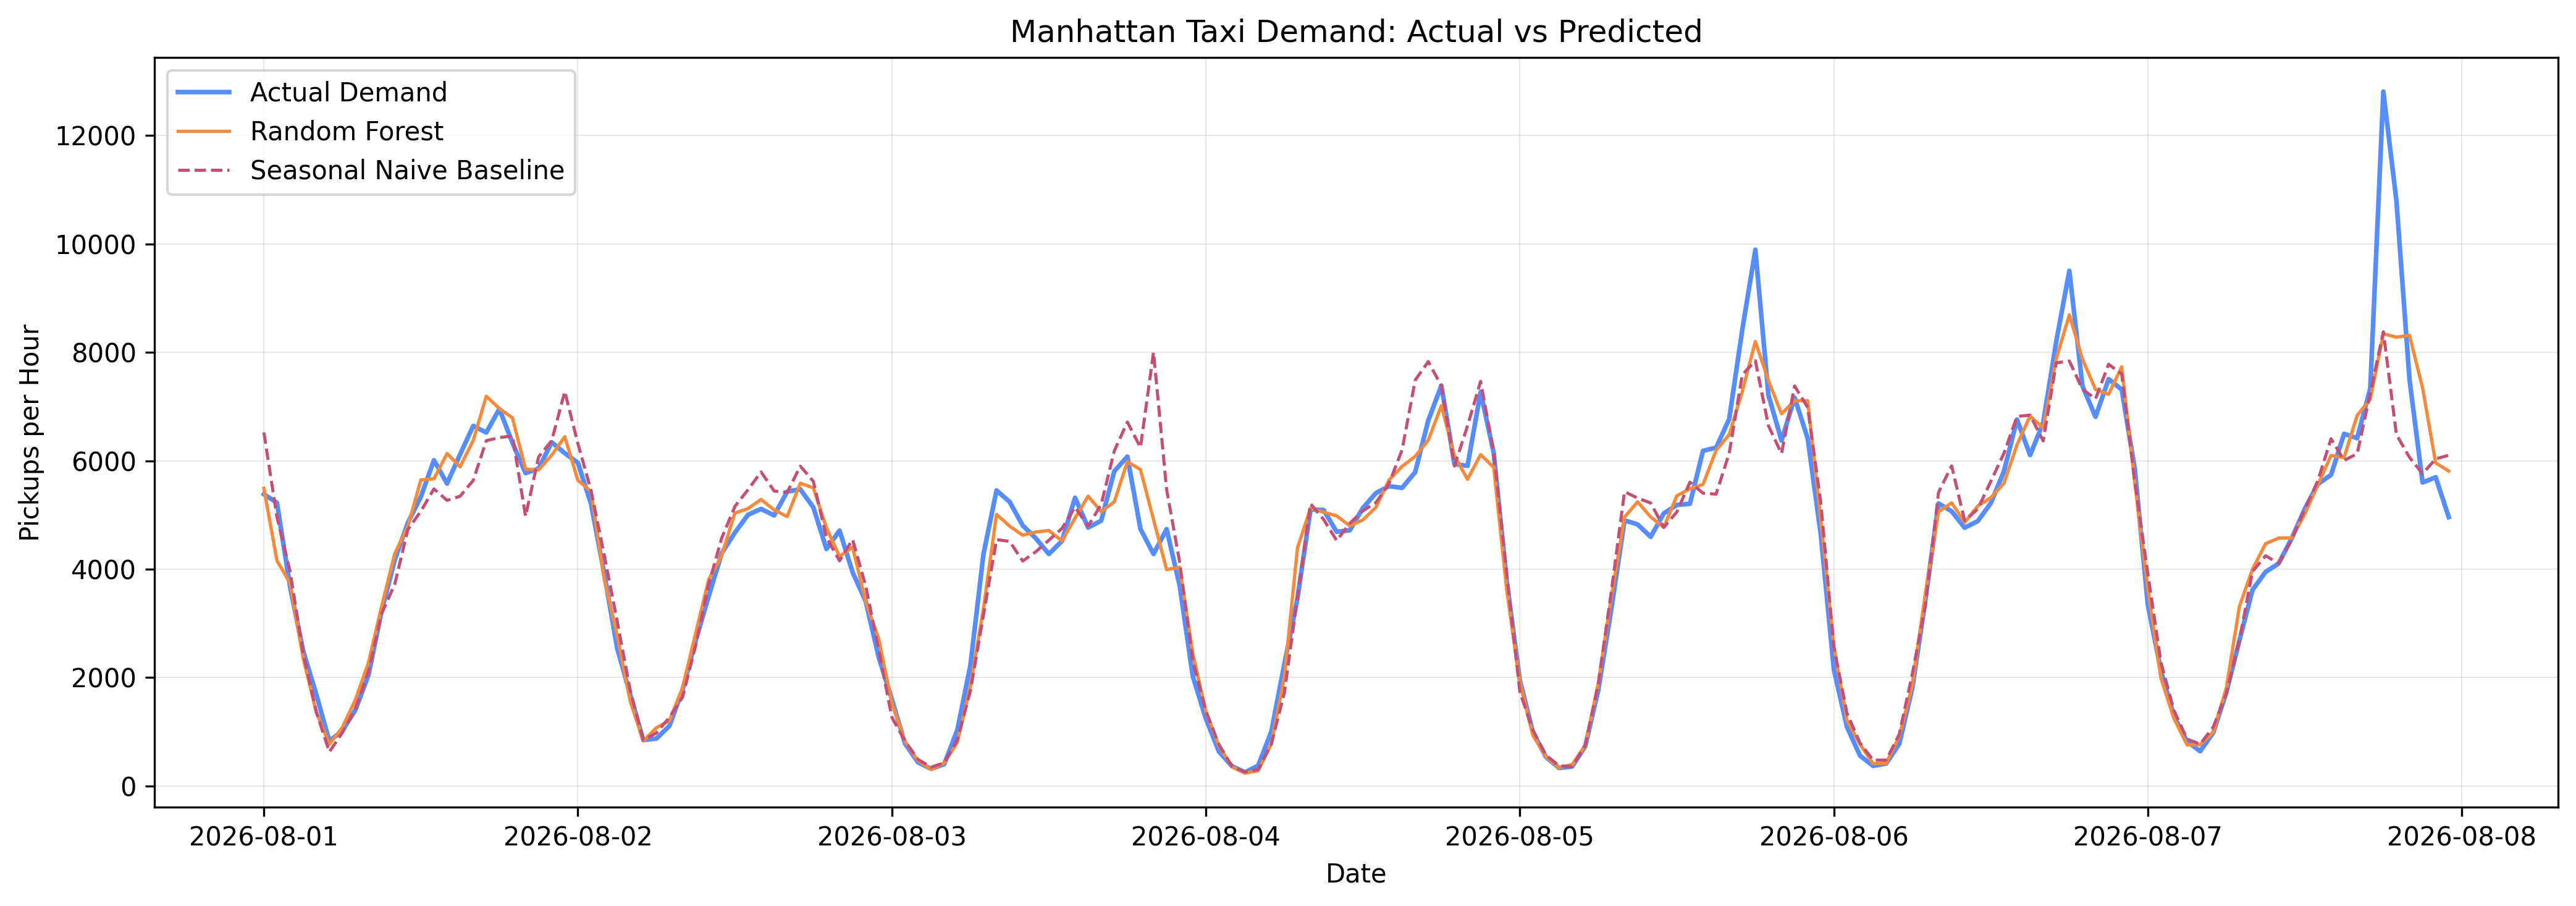 Manhattan Taxi Demand: Actual vs Predicted
Actual Demand
Random Forest
Seasonal Naive Baseline
Pickups per Hour
12000
10000
8000
6000
4000
2000
0
2026-08-01
2026-08-02
2026-08-03
2026-08-04
2026-08-05
2026-08-06
2026-08-07
2026-08-08
Date